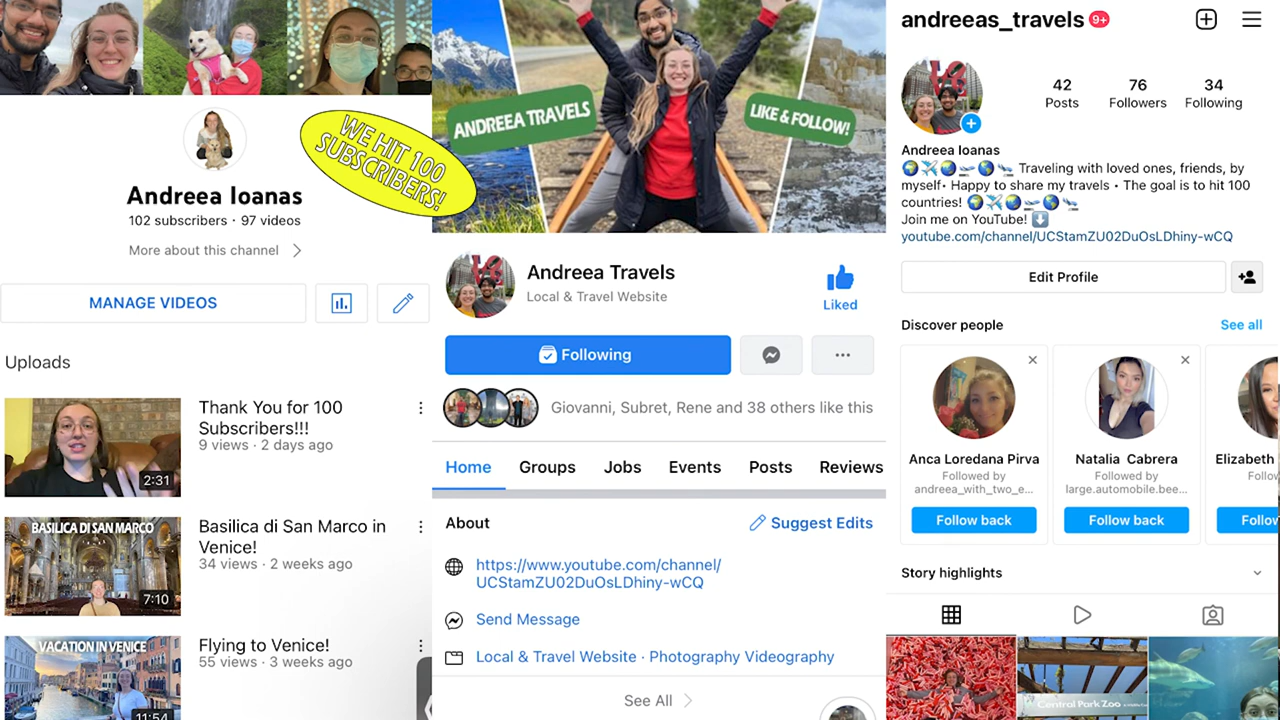 WE HIT 100
SUBSCRIBERS!
Andreea Ioanas
102 subscribers · 97 videos
More about this channel
MANAGE VIDEOS
Uploads
Thank You for 100
Subscribers!!!
9 views · 2 days ago
2:31
BASILICA DI SAN MARCO
Basilica di San Marco in
Venice!
34 views · 2 weeks ago
7:10
VACATION IN VENICE
Flying to Venice!
55 views · 3 weeks ago
11:54
ANDREEA TRAVELS
LIKE & FOLLOW!
Andreea Travels
Local & Travel Website
Liked
Following
Giovanni, Subret, Rene and 38 others like this
Home Groups Jobs Events Posts Reviews
About
Suggest Edits
https://www.youtube.com/channel/
UCStamZU02DuOsLDhiny-wCQ
Send Message
Local & Travel Website · Photography Videography
See All
andreeas_travels 9+
42 76 34
Posts Followers Following
Andreea Ioanas
🌍✈️🌏🛫🌎🛬 Traveling with loved ones, friends, by
myself• Happy to share my travels • The goal is to hit 100
countries! 🌍✈️🌏🛫🌎🛬
Join me on YouTube! ⬇️
youtube.com/channel/UCStamZU02DuOsLDhiny-wCQ
Edit Profile
Discover people See all
Anca Loredana Pirva
Followed by
andreea_with_two_e...
Follow back
Natalia Cabrera
Followed by
large.automobile.bee...
Follow back
Elizabeth
Follow
Follow
Story highlights
Central Park Zoo